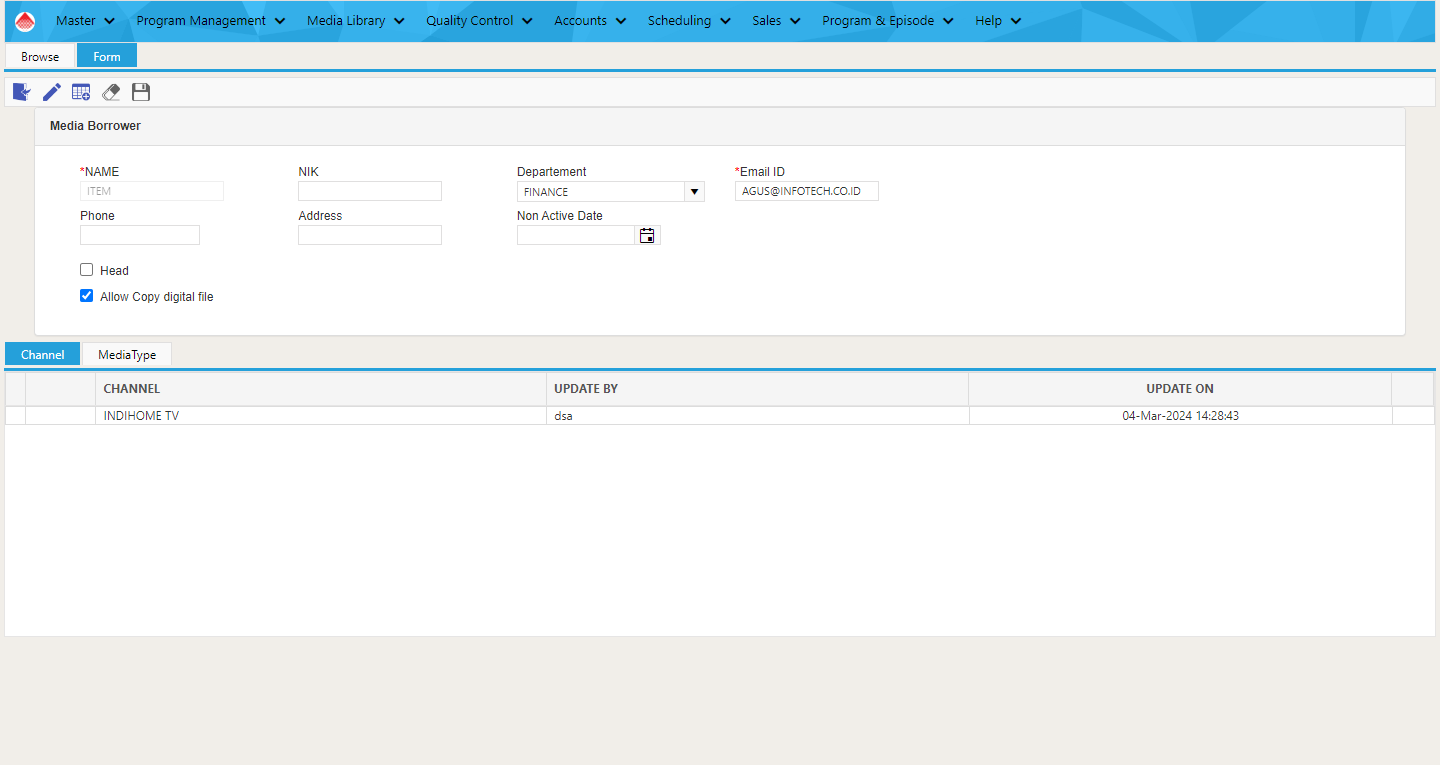 Master Program Management Media Library Quality Control Accounts Scheduling Sales Program & Episode Help
Browse Form
Media Borrower
*NAME NIK Departement *Email ID
ITEM FINANCE AGUS@INFOTECH.CO.ID
Phone Address Non Active Date
Head
Allow Copy digital file
Channel MediaType
CHANNEL UPDATE BY UPDATE ON
INDIHOME TV dsa 04-Mar-2024 14:28:43